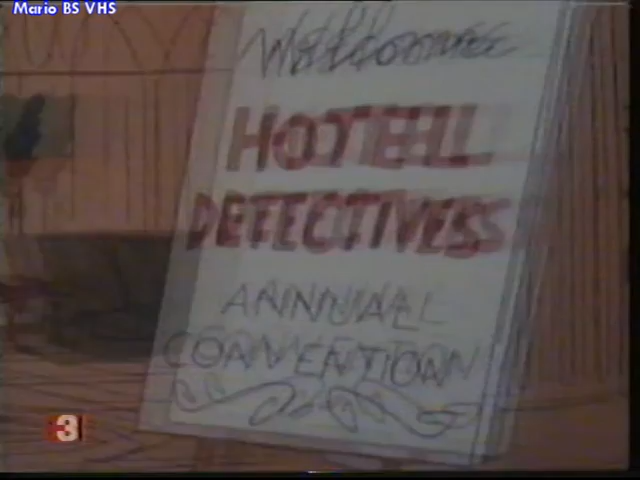 Mario BS VHS
Welcome
HOTEL
DETECTIVES
ANNUAL
CONVENTION
3